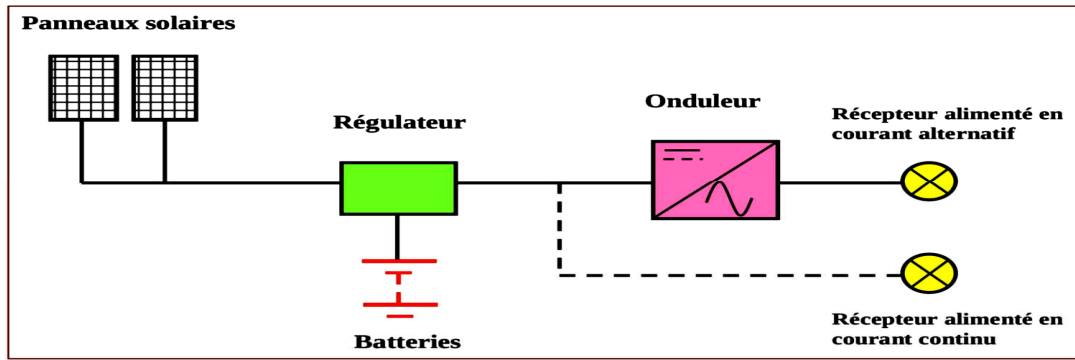 Panneaux solaires
Régulateur
Onduleur
Récepteur alimenté en
courant alternatif
Batteries
Récepteur alimenté en
courant continu